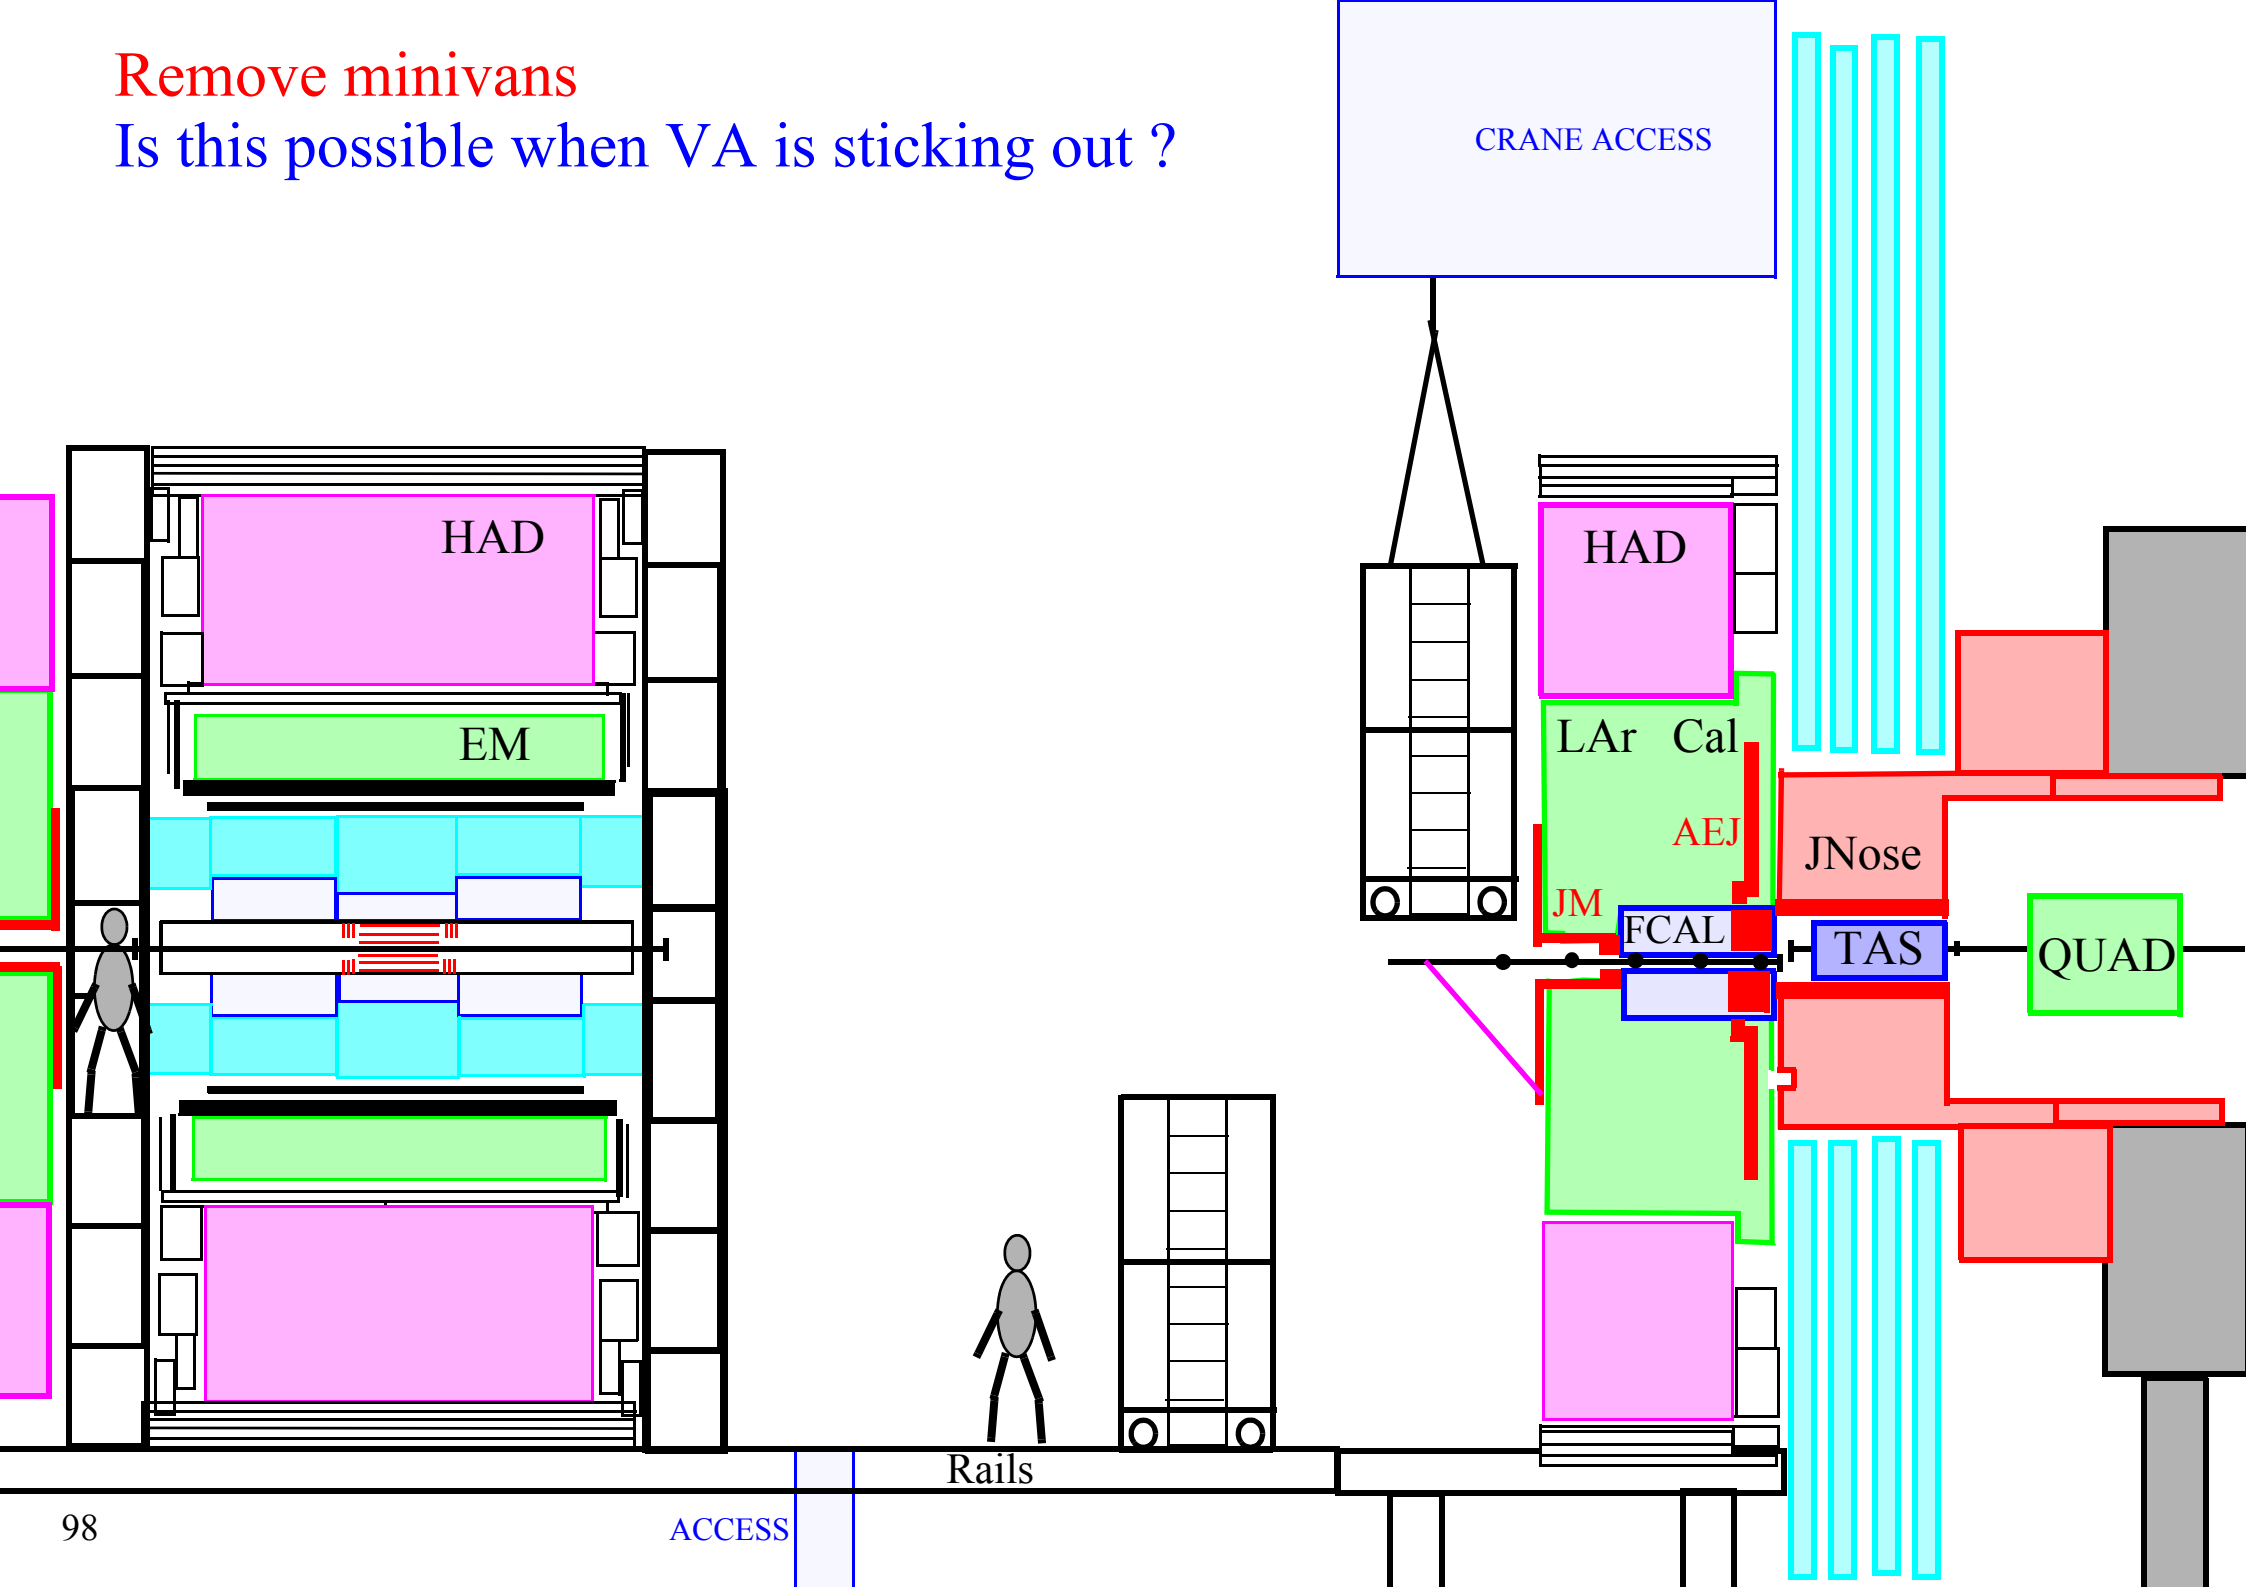 Remove minivans
Is this possible when VA is sticking out ?
CRANE ACCESS
HAD
HAD
EM
LAr Cal
AEJ
JNose
JM
FCAL
TAS
QUAD
Rails
98
ACCESS